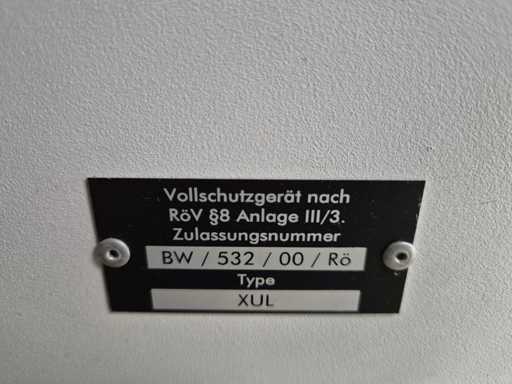 Vollschutzgerät nach
RöV §8 Anlage III/3.
Zulassungsnummer
BW / 532 / 00 / Rö
Type
XUL